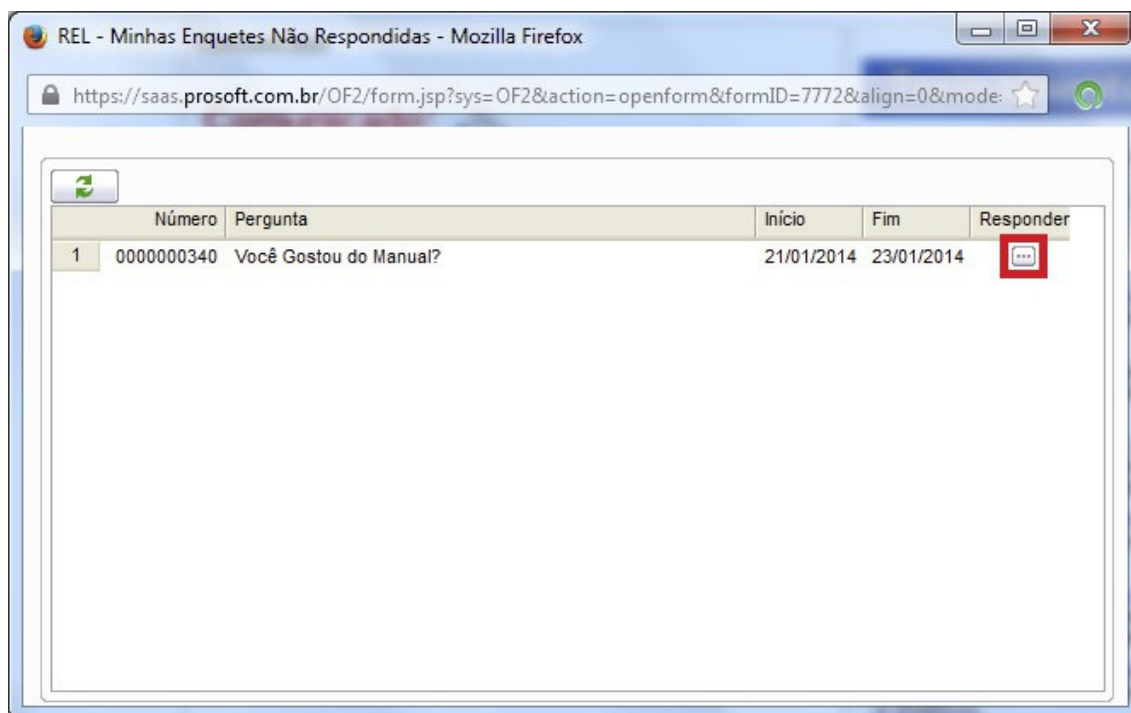 REL - Minhas Enquetes Não Respondidas - Mozilla Firefox
https://saas.prosoft.com.br/OF2/form.jsp?sys=OF2&action=openform&formID=7772&align=0&mode:
Número Pergunta Início Fim Responder
1 0000000340 Você Gostou do Manual? 21/01/2014 23/01/2014